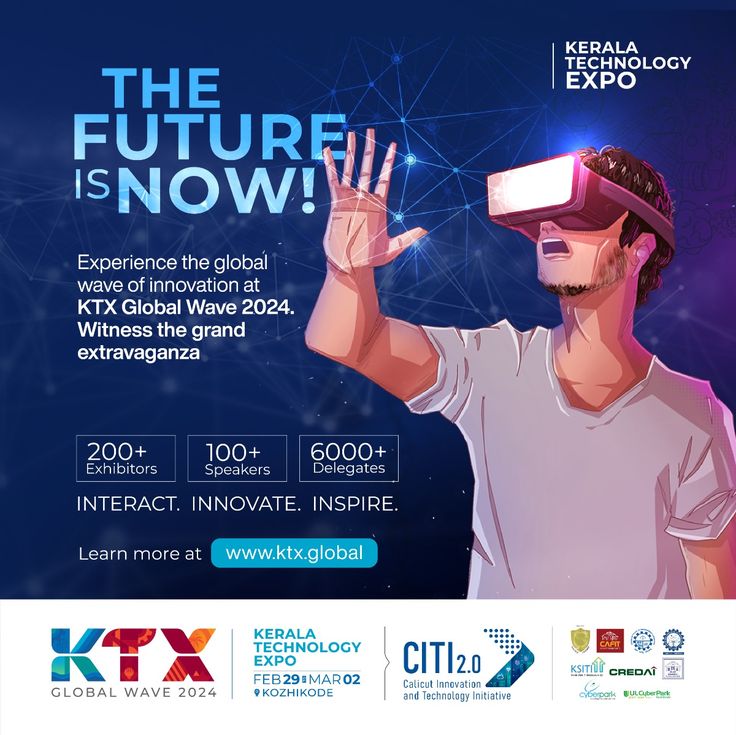 KERALA
TECHNOLOGY
EXPO
THE
FUTURE
IS NOW!
Experience the global
wave of innovation at
KTX Global Wave 2024.
Witness the grand
extravaganza
200+
Exhibitors
100+
Speakers
6000+
Delegates
INTERACT. INNOVATE. INSPIRE.
Learn more at www.ktx.global
KTX
GLOBAL WAVE 2024
KERALA
TECHNOLOGY
EXPO
FEB 29 TO MAR 02
KOZHIKODE
CITI 2.0
Calicut Innovation
and Technology Initiative
CAFIT
KSITIL
CREDAI
cyberpark
ULCyberPark